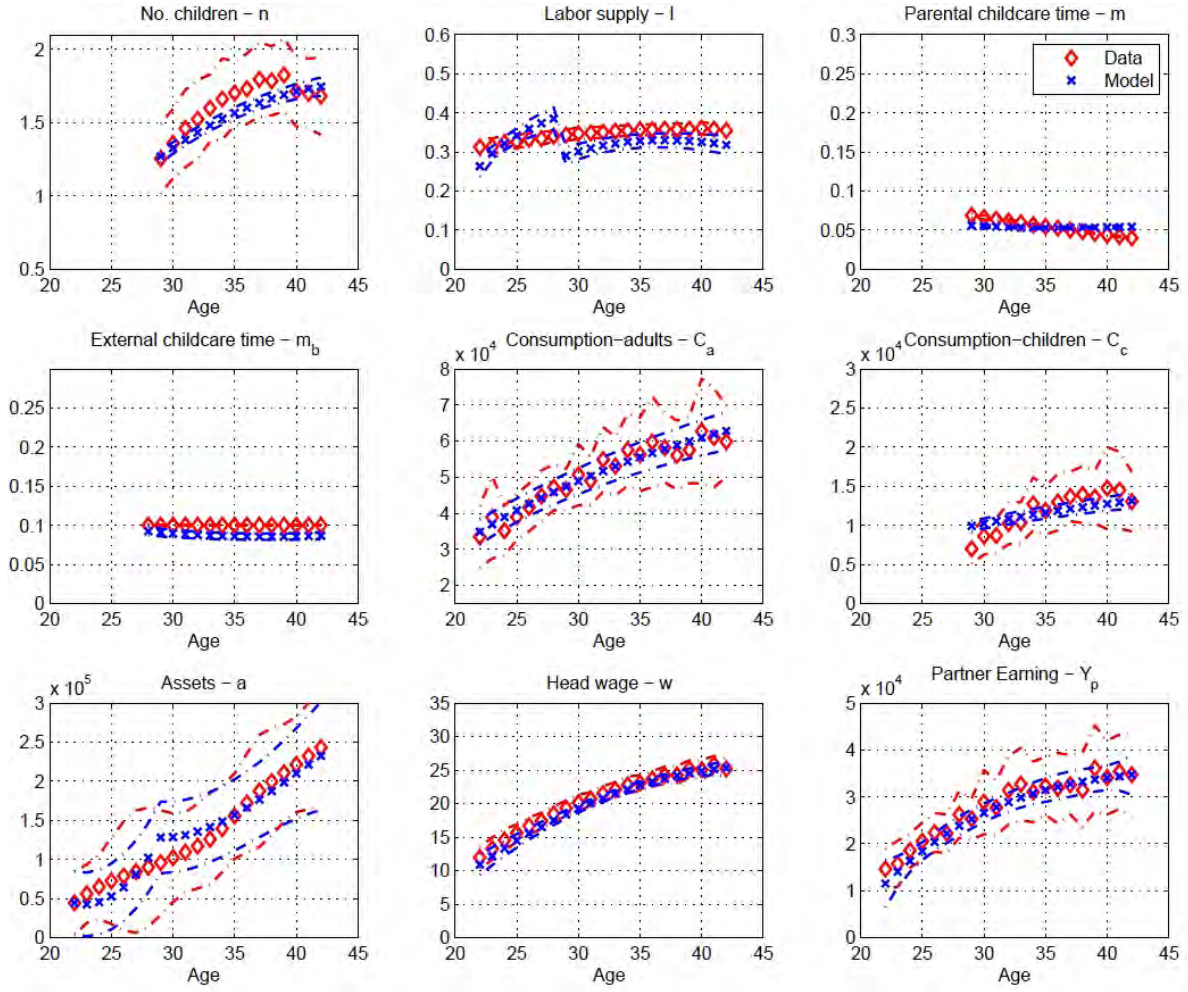 No. children − n
2
1.5
1
0.5
20 25 30 35 40 45
Age
Labor supply − l
0.6
0.5
0.4
0.3
0.2
0.1
0
20 25 30 35 40 45
Age
Parental childcare time − m
0.3
0.25
0.2
0.15
0.1
0.05
0
20 25 30 35 40 45
Age
Data
Model
External childcare time − m_b
0.25
0.2
0.15
0.1
0.05
0
20 25 30 35 40 45
Age
x 10^4 Consumption−adults − C_a
8
7
6
5
4
3
2
20 25 30 35 40 45
Age
x 10^4 Consumption−children − C_c
3
2.5
2
1.5
1
0.5
0
20 25 30 35 40 45
Age
x 10^5 Assets − a
3
2.5
2
1.5
1
0.5
0
20 25 30 35 40 45
Age
Head wage − w
35
30
25
20
15
10
5
0
20 25 30 35 40 45
Age
x 10^4 Partner Earning − Y_p
5
4
3
2
1
0
20 25 30 35 40 45
Age